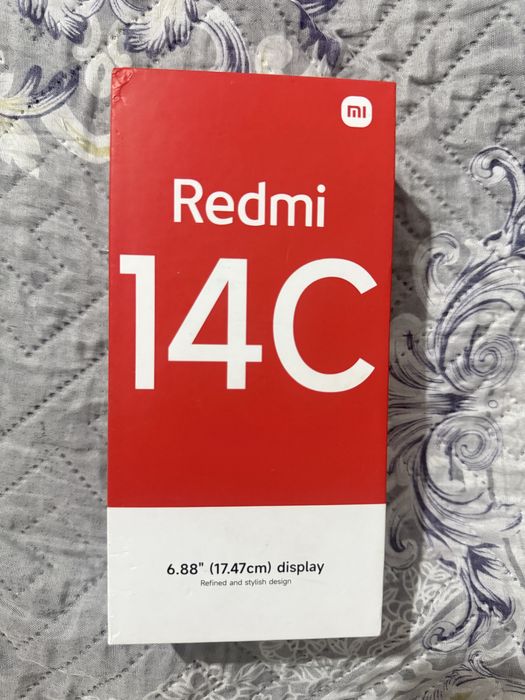 mi
Redmi
14C
6.88" (17.47cm) display
Refined and stylish design